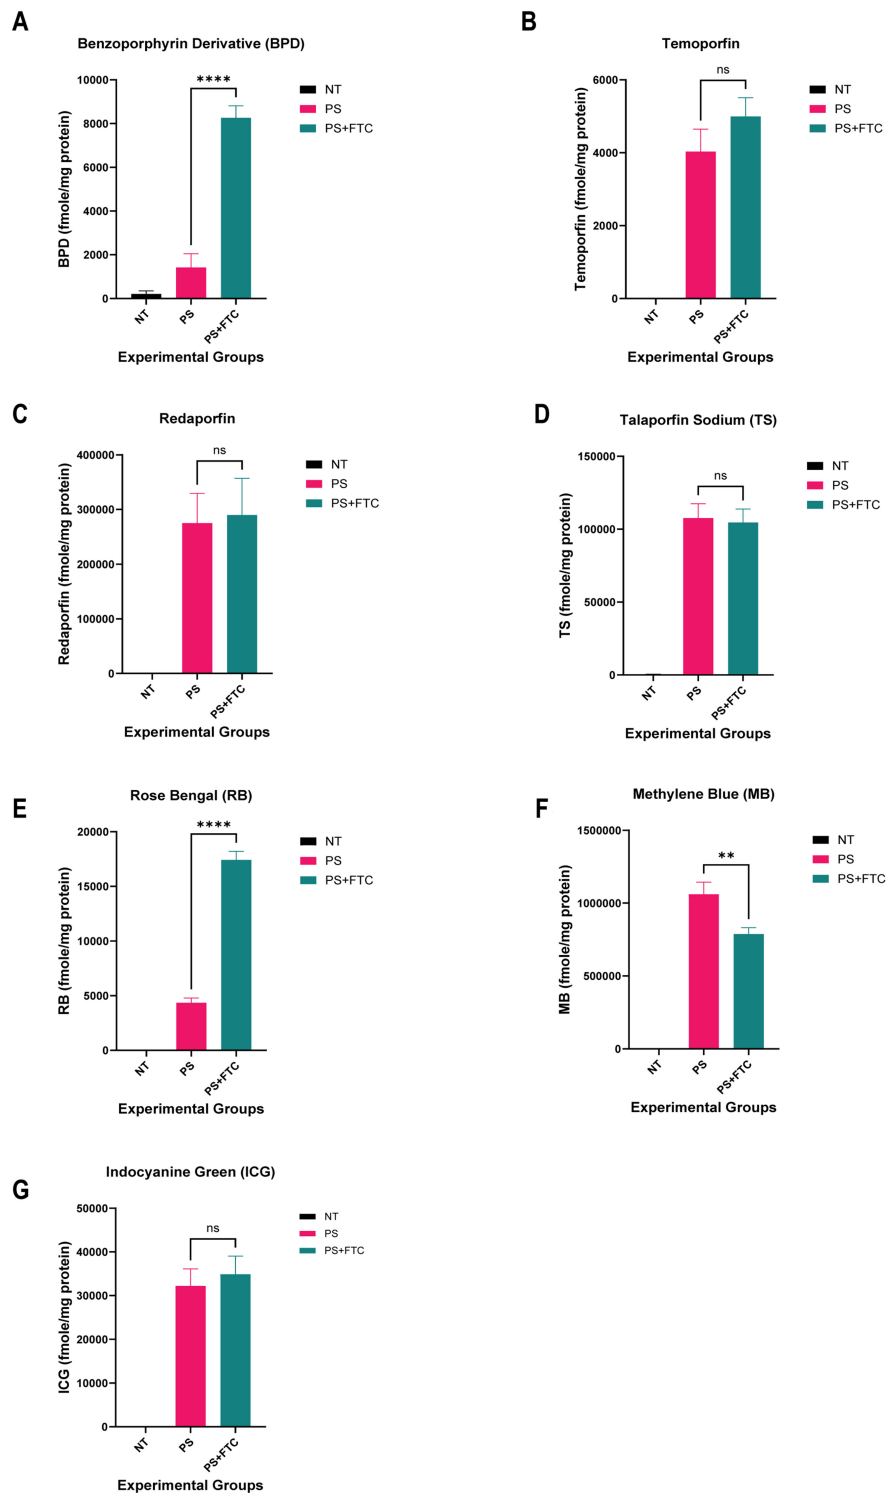 A
Benzoporphyrin Derivative (BPD)
BPD (fmole/mg protein)
10000
8000
6000
4000
2000
0
****
NT
PS
PS+FTC
Experimental Groups
NT
PS
PS+FTC
B
Temoporfin
Temoporfin (fmole/mg protein)
6000
4000
2000
0
ns
NT
PS
PS+FTC
Experimental Groups
NT
PS
PS+FTC
C
Redaporfin
Redaporfin (fmole/mg protein)
400000
300000
200000
100000
0
ns
NT
PS
PS+FTC
Experimental Groups
NT
PS
PS+FTC
D
Talaporfin Sodium (TS)
TS (fmole/mg protein)
150000
100000
50000
0
ns
NT
PS
PS+FTC
Experimental Groups
NT
PS
PS+FTC
E
Rose Bengal (RB)
RB (fmole/mg protein)
20000
15000
10000
5000
0
****
NT
PS
PS+FTC
Experimental Groups
NT
PS
PS+FTC
F
Methylene Blue (MB)
MB (fmole/mg protein)
1500000
1000000
500000
0
**
NT
PS
PS+FTC
Experimental Groups
NT
PS
PS+FTC
G
Indocyanine Green (ICG)
ICG (fmole/mg protein)
50000
40000
30000
20000
10000
0
ns
NT
PS
PS+FTC
Experimental Groups
NT
PS
PS+FTC